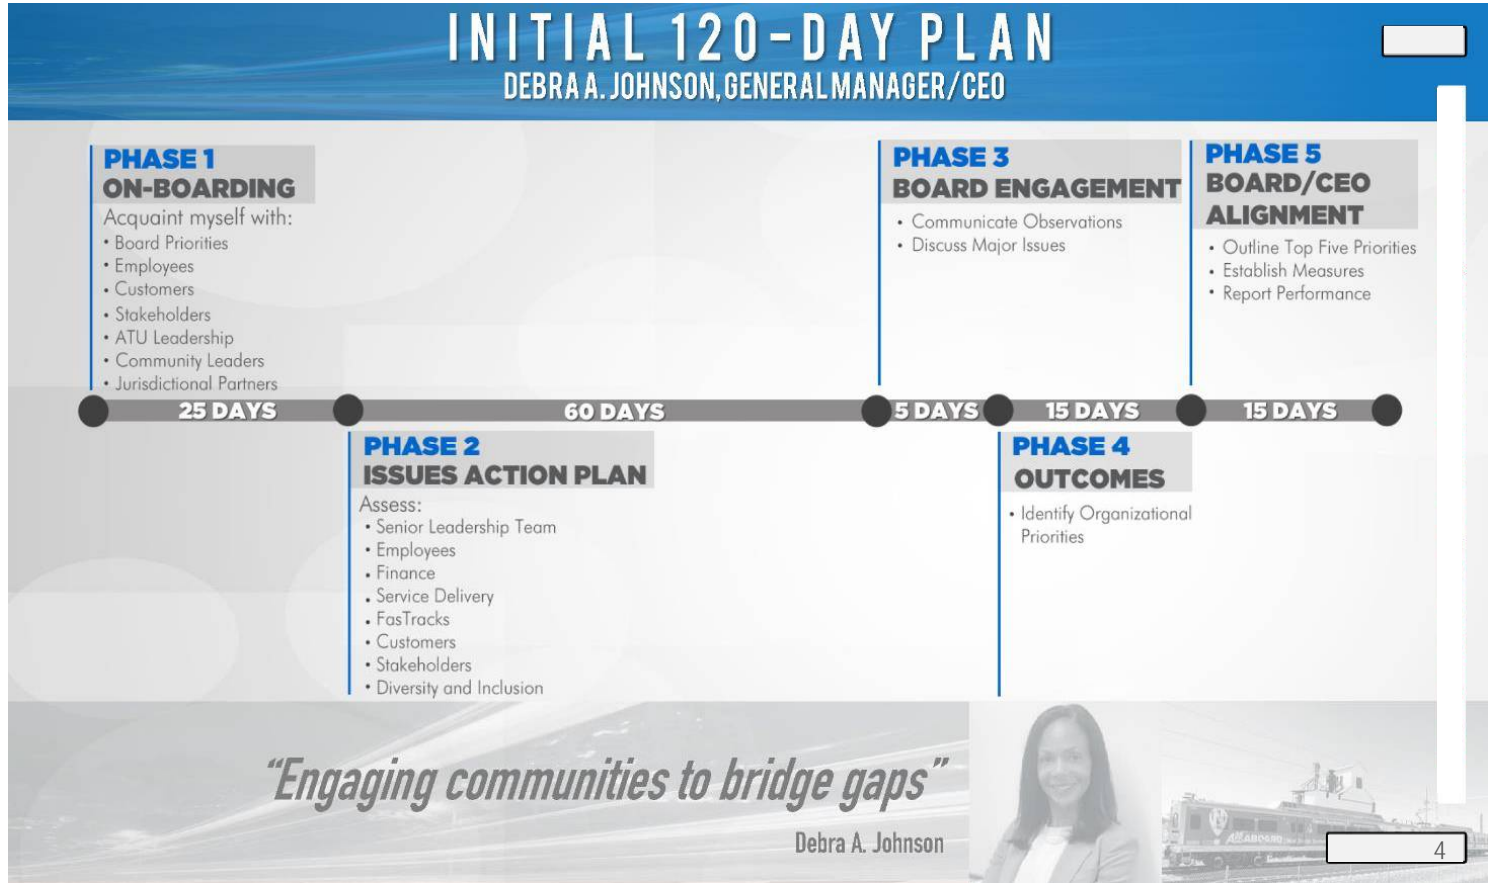 INITIAL 120-DAY PLAN
DEBRA A. JOHNSON, GENERAL MANAGER/CEO
PHASE 1
ON-BOARDING
Acquaint myself with:
• Board Priorities
• Employees
• Customers
• Stakeholders
• ATU Leadership
• Community Leaders
• Jurisdictional Partners
PHASE 3
BOARD ENGAGEMENT
• Communicate Observations
• Discuss Major Issues
PHASE 5
BOARD/CEO
ALIGNMENT
• Outline Top Five Priorities
• Establish Measures
• Report Performance
25 DAYS
60 DAYS
5 DAYS
15 DAYS
15 DAYS
PHASE 2
ISSUES ACTION PLAN
Assess:
• Senior Leadership Team
• Employees
• Finance
• Service Delivery
• FasTracks
• Customers
• Stakeholders
• Diversity and Inclusion
PHASE 4
OUTCOMES
• Identify Organizational
Priorities
“Engaging communities to bridge gaps”
Debra A. Johnson
4